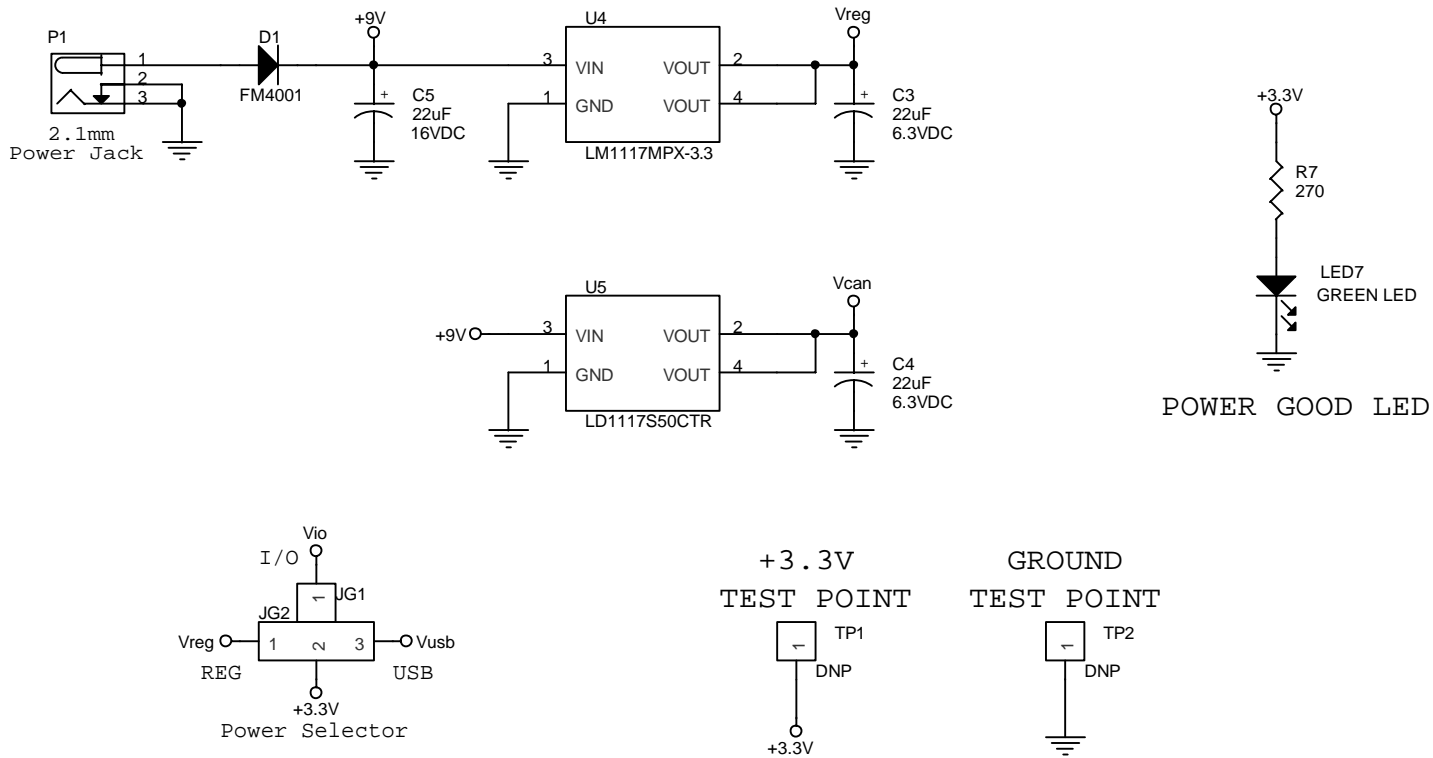 P1
1
2
3
2.1mm
Power Jack
D1
FM4001
+9V
+
C5
22uF
16VDC
U4
3
VIN
VOUT
2
1
GND
VOUT
4
LM1117MPX-3.3
Vreg
+
C3
22uF
6.3VDC
+3.3V
R7
270
LED7
GREEN LED
POWER GOOD LED
U5
+9V
3
VIN
VOUT
2
1
GND
VOUT
4
LD1117S50CTR
Vcan
+
C4
22uF
6.3VDC
Vio
I/O
1
JG1
JG2
Vreg
1
2
3
Vusb
REG
USB
+3.3V
Power Selector
+3.3V
TEST POINT
1
TP1
DNP
+3.3V
GROUND
TEST POINT
1
TP2
DNP